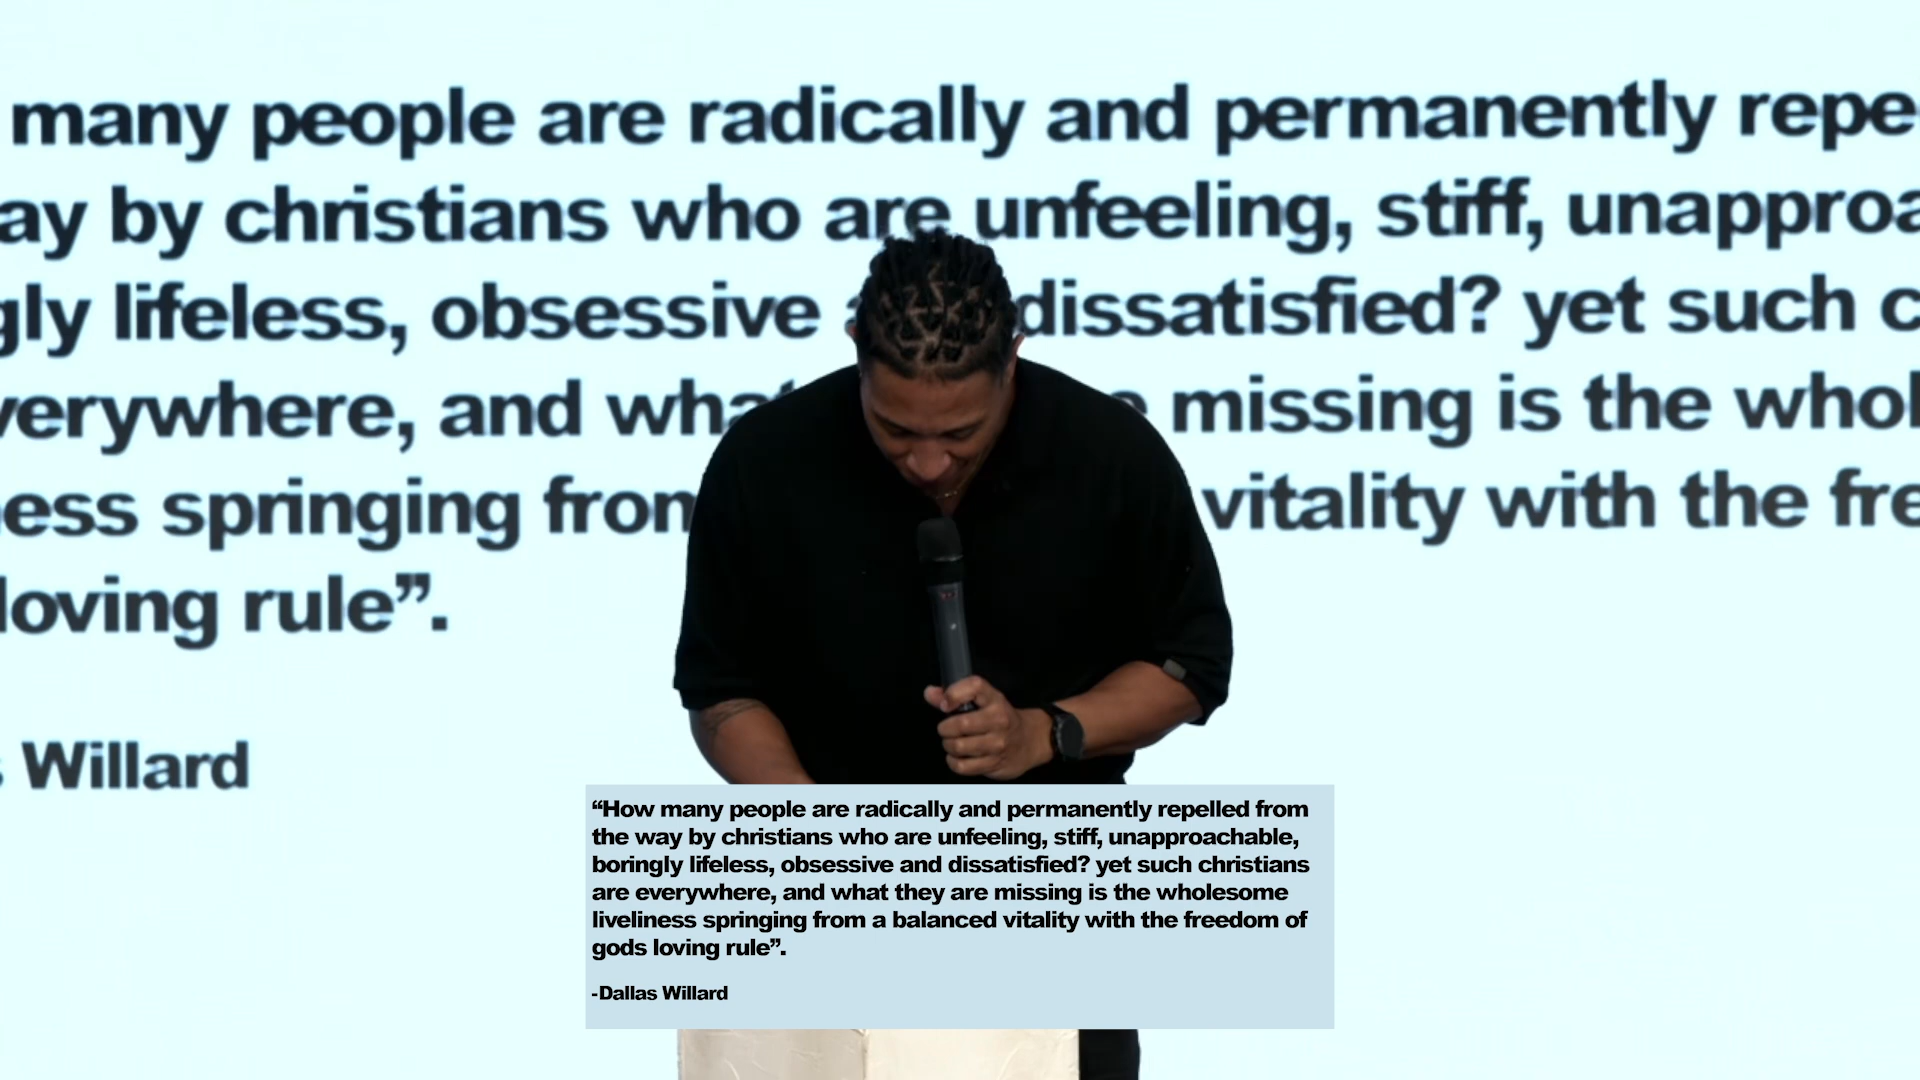 many people are radically and permanently repe
ay by christians who are unfeeling, stiff, unapproa
gly lifeless, obsessive a dissatisfied? yet such c
verywhere, and what e missing is the whol
ess springing from vitality with the fre
loving rule”.
s Willard
“How many people are radically and permanently repelled from
the way by christians who are unfeeling, stiff, unapproachable,
boringly lifeless, obsessive and dissatisfied? yet such christians
are everywhere, and what they are missing is the wholesome
liveliness springing from a balanced vitality with the freedom of
gods loving rule”.
-Dallas Willard